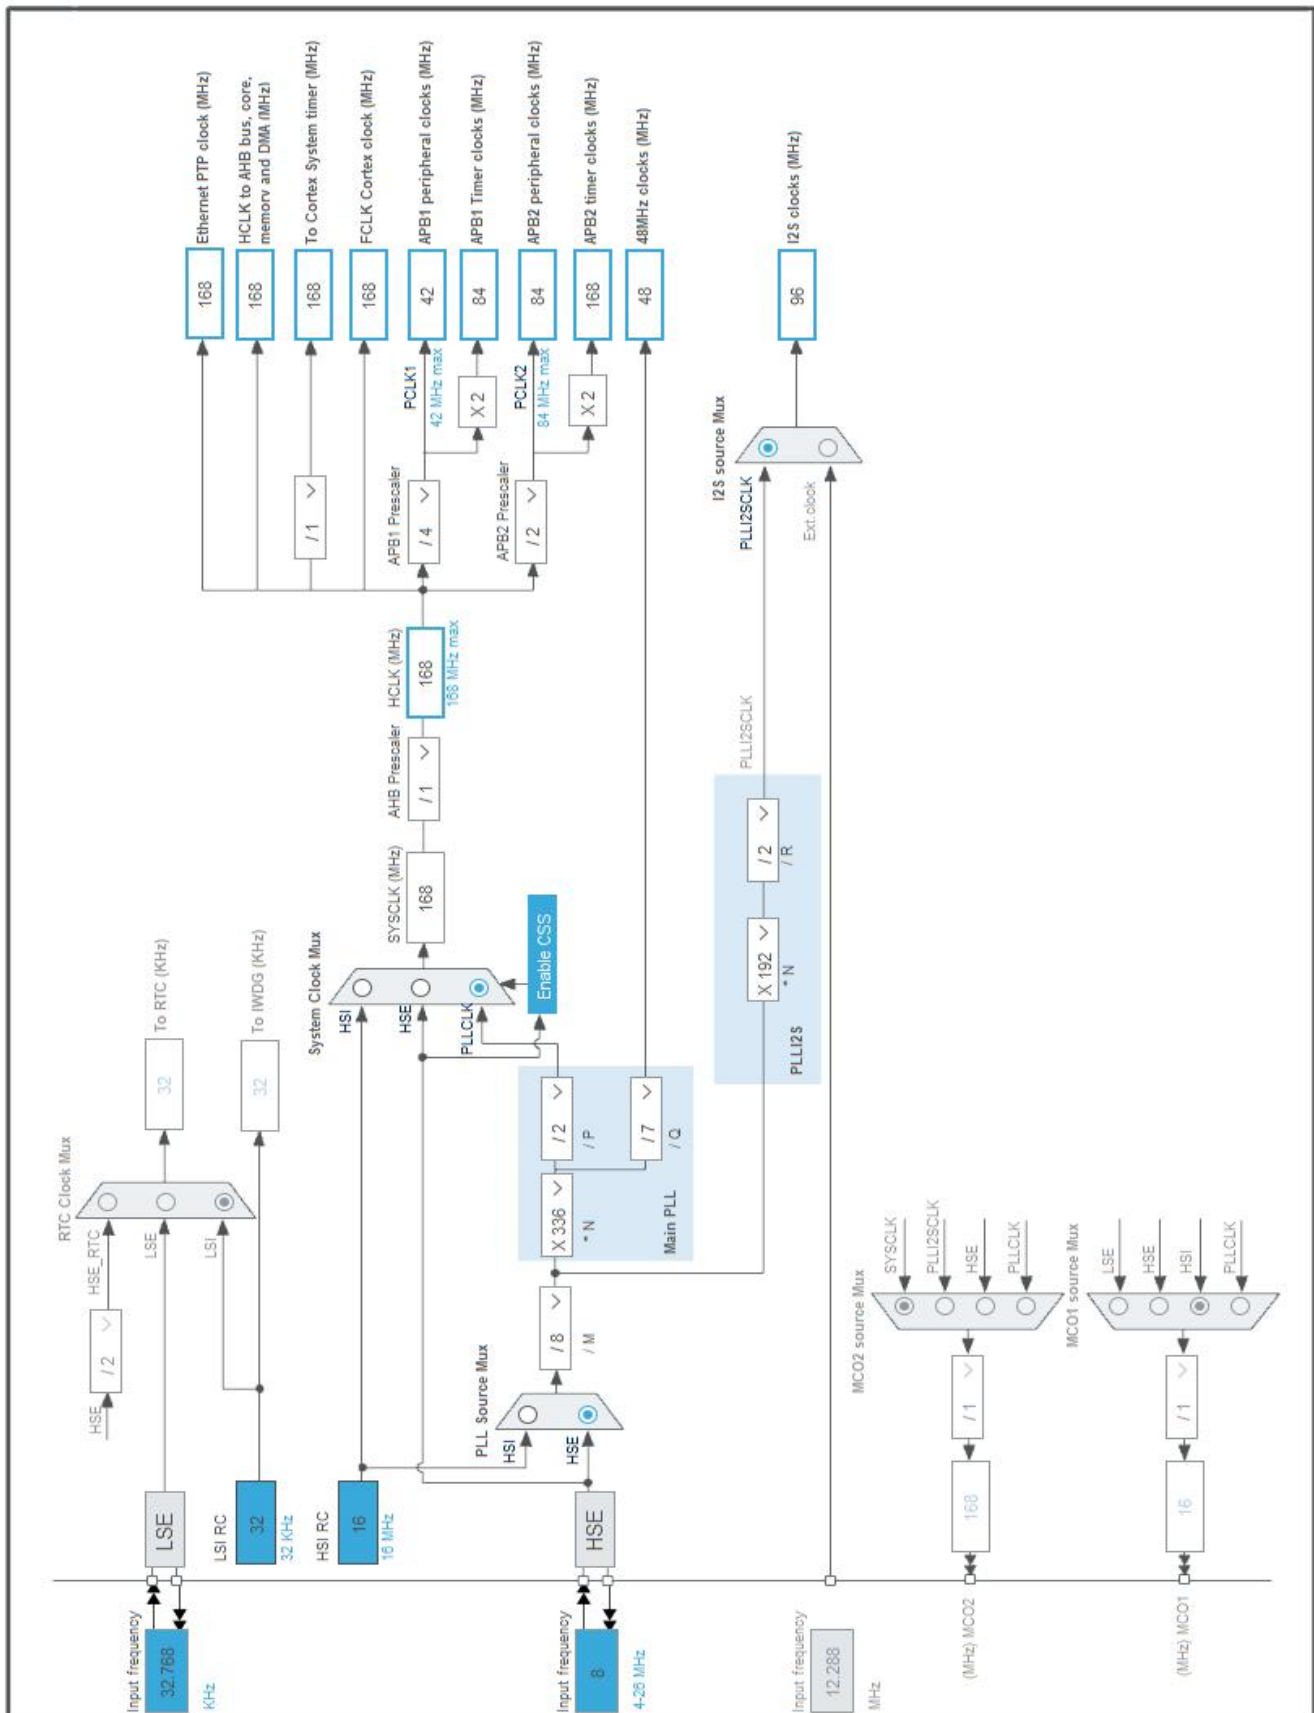 Input frequency
32.768
KHz
LSE
LSI RC
32
32 KHz
HSI RC
16
16 MHz
HSE
/ 2
HSE_RTC
LSE
LSI
RTC Clock Mux
32
To RTC (KHz)
32
To IWDG (KHz)
Input frequency
8
4-26 MHz
HSE
PLL Source Mux
HSI
HSE
/ 8
/ M
X 336
* N
/ 2
/ P
/ 7
/ Q
Main PLL
System Clock Mux
HSI
HSE
PLLCLK
Enable CSS
SYSCLK (MHz)
168
AHB Prescaler
/ 1
HCLK (MHz)
168
168 MHz max
/ 1
APB1 Prescaler
/ 4
PCLK1
42 MHz max
X 2
APB2 Prescaler
/ 2
PCLK2
84 MHz max
X 2
168
Ethernet PTP clock (MHz)
168
HCLK to AHB bus, core,
memory and DMA (MHz)
168
To Cortex System timer (MHz)
168
FCLK Cortex clock (MHz)
42
APB1 peripheral clocks (MHz)
84
APB1 Timer clocks (MHz)
84
APB2 peripheral clocks (MHz)
168
APB2 timer clocks (MHz)
48
48MHz clocks (MHz)
X 192
* N
/ 2
/ R
PLLI2S
PLLI2SCLK
I2S source Mux
PLLI2SCLK
Ext.clock
96
I2S clocks (MHz)
Input frequency
12.288
MHz
MCO2 source Mux
SYSCLK
PLLI2SCLK
HSE
PLLCLK
/ 1
168
(MHz) MCO2
MCO1 source Mux
LSE
HSE
HSI
PLLCLK
/ 1
16
(MHz) MCO1